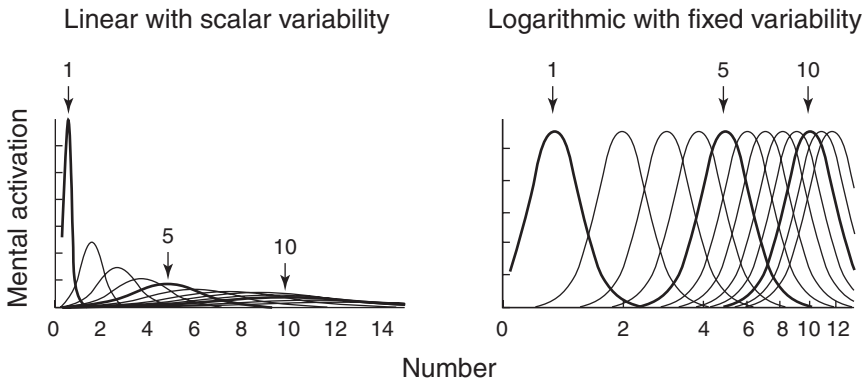 Linear with scalar variability
Logarithmic with fixed variability
Mental activation
1
5
10
0 2 4 6 8 10 12 14
1
5
10
0 2 4 6 8 10 12
Number